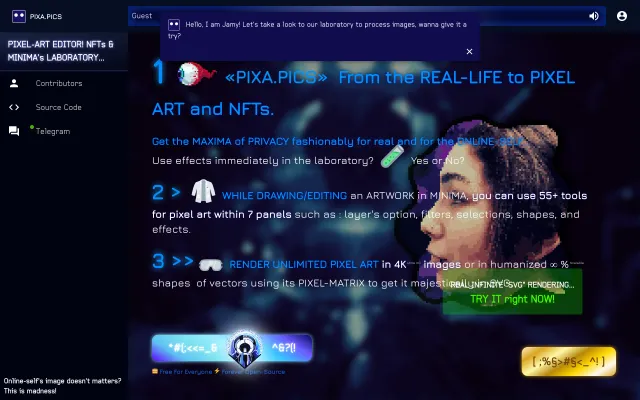 PIXA.PICS
Guest
Hello, I am Jamy! Let's take a look to our laboratory to process images, wanna give it a
try?
PIXEL-ART EDITOR! NFTs &
MINIMA's LABORATORY...
Contributors
Source Code
Telegram
1 «PIXA.PICS» From the REAL-LIFE to PIXEL
ART and NFTs.
Get the MAXIMA of PRIVACY fashionably for real and for the ONLINE
Use effects immediately in the laboratory? Yes or No?
2 > WHILE DRAWING/EDITING an ARTWORK in MINIMA, you can use 55+ tools
for pixel art within 7 panels such as : layer's option, filters, selections, shapes, and
effects.
3 >> RENDER UNLIMITED PIXEL ART in 4K images or in humanized ∞ %
shapes of vectors using its PIXEL-MATRIX to get it majestically in SVG
REAL INFINITE "SVG" RENDERING...
TRY IT right NOW!
"#[;<<=_& ^&?[!
[ ;%§>#§<_^! ]
Free For Everyone Forever Open-Source
Online-self's image doesn't matters?
This is madness!